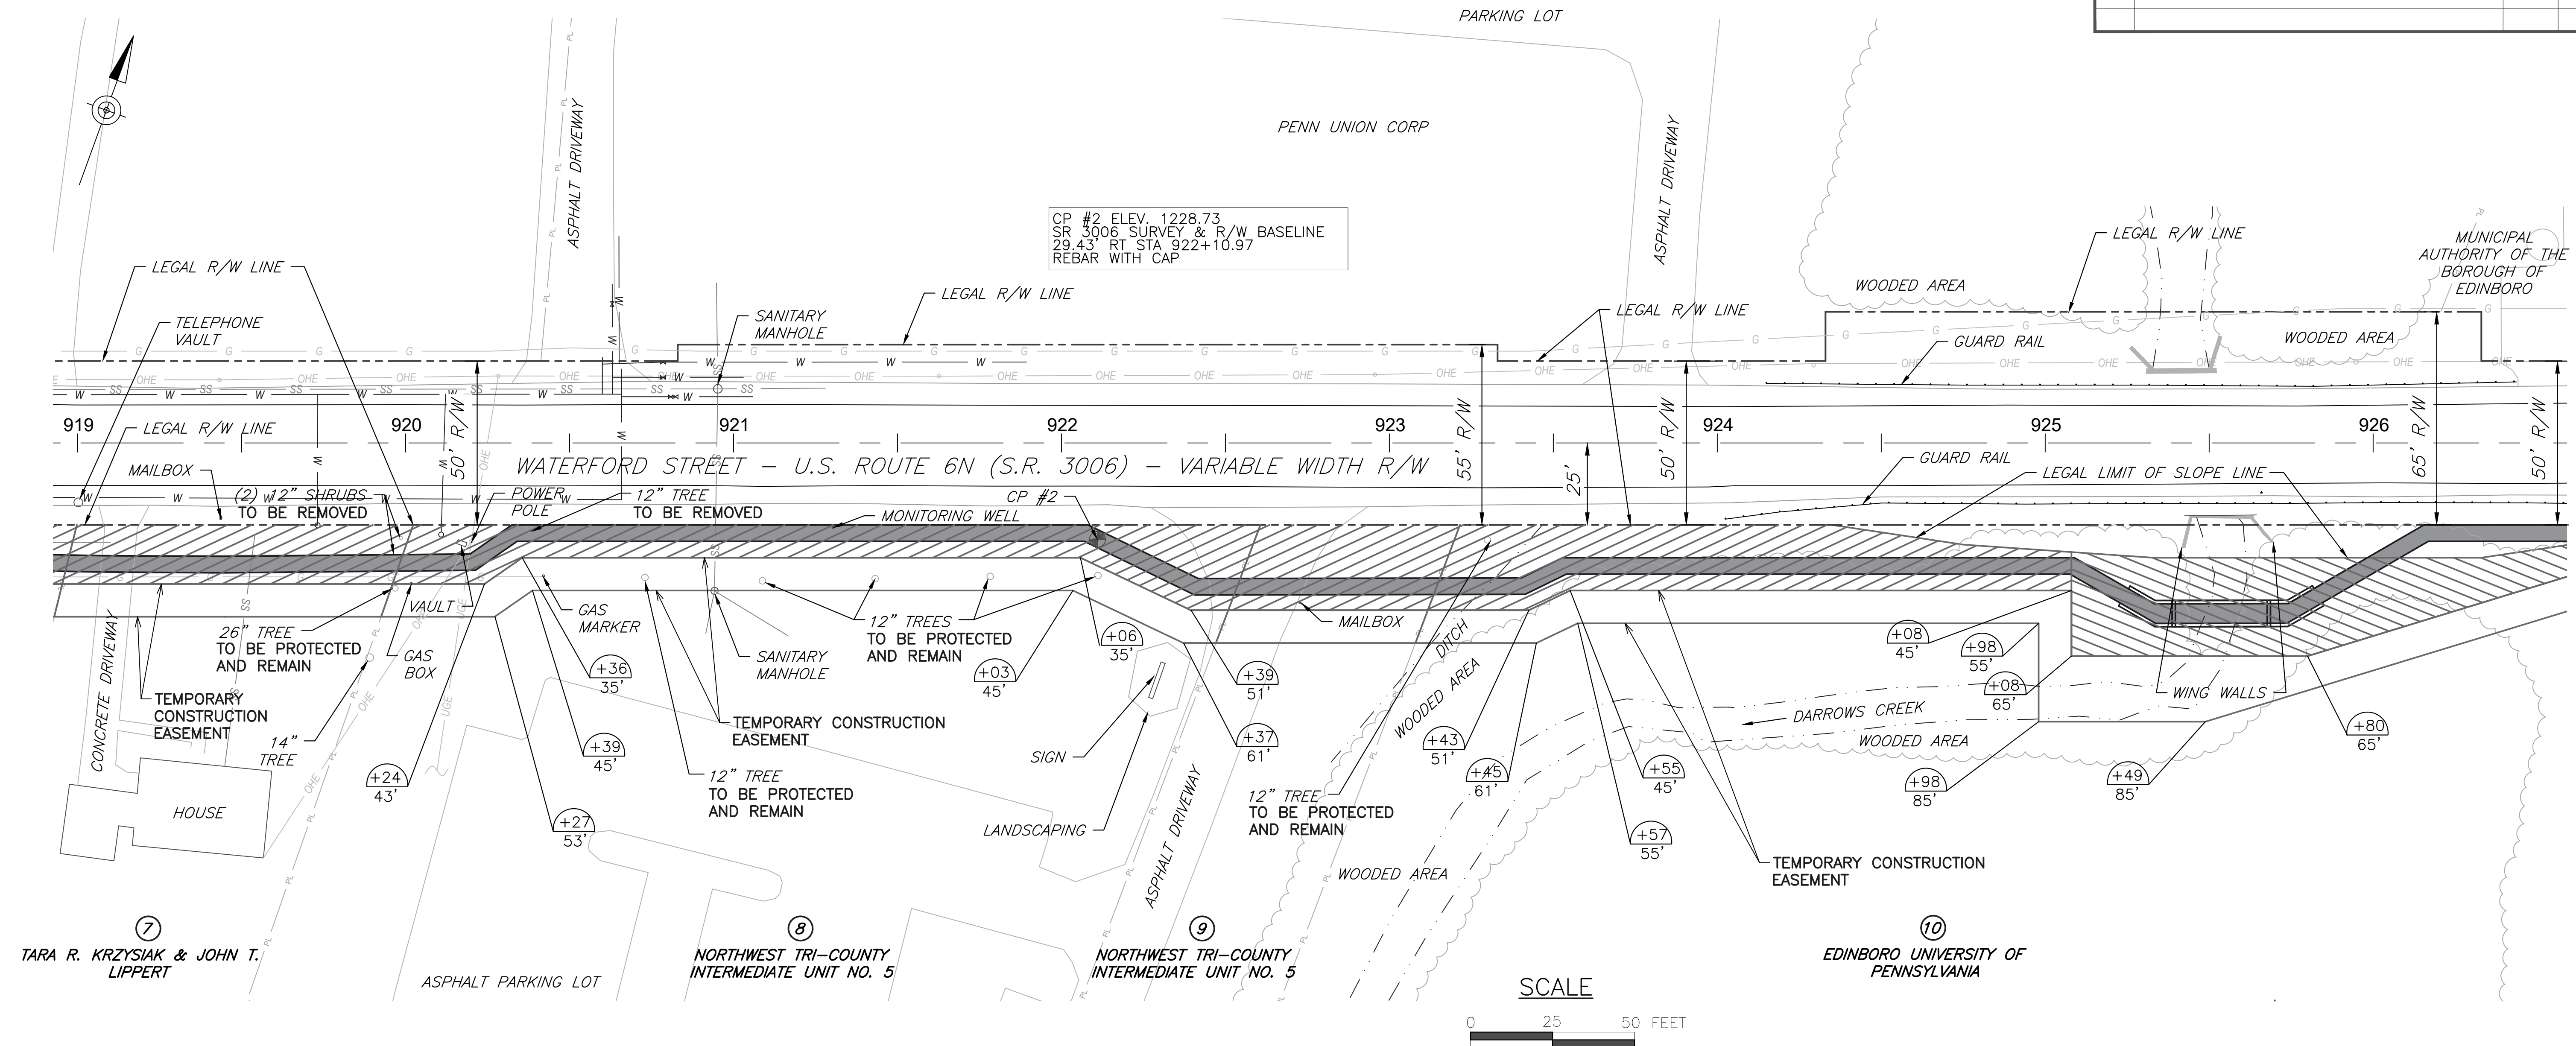 PARKING LOT
PENN UNION CORP
ASPHALT DRIVEWAY
ASPHALT DRIVEWAY
CP #2 ELEV. 1228.73
SR 3006 SURVEY & R/W BASELINE
29.43' RT STA 922+10.97
REBAR WITH CAP
LEGAL R/W LINE
TELEPHONE
VAULT
LEGAL R/W LINE
SANITARY
MANHOLE
LEGAL R/W LINE
LEGAL R/W LINE
WOODED AREA
GUARD RAIL
WOODED AREA
MUNICIPAL
AUTHORITY OF THE
BOROUGH OF
EDINBORO
919
920
921
922
923
924
925
926
LEGAL R/W LINE
50' R/W
55' R/W
25'
50' R/W
65' R/W
50' R/W
WATERFORD STREET – U.S. ROUTE 6N (S.R. 3006) – VARIABLE WIDTH R/W
MAILBOX
GUARD RAIL
LEGAL LIMIT OF SLOPE LINE
(2) 12" SHRUBS
TO BE REMOVED
POWER
POLE
12" TREE
TO BE REMOVED
CP #2
MONITORING WELL
CONCRETE DRIVEWAY
26" TREE
TO BE PROTECTED
AND REMAIN
VAULT
GAS
BOX
GAS
MARKER
SANITARY
MANHOLE
12" TREES
TO BE PROTECTED
AND REMAIN
MAILBOX
DITCH
WOODED AREA
TEMPORARY
CONSTRUCTION
EASEMENT
14"
TREE
HOUSE
+24
43'
+36
35'
+39
45'
+27
53'
TEMPORARY CONSTRUCTION
EASEMENT
12" TREE
TO BE PROTECTED
AND REMAIN
+03
45'
+06
35'
+39
51'
+37
61'
SIGN
LANDSCAPING
ASPHALT DRIVEWAY
12" TREE
TO BE PROTECTED
AND REMAIN
WOODED AREA
+43
51'
+45
61'
+55
45'
+57
55'
+08
45'
+98
55'
+08
65'
+98
85'
+49
85'
+80
65'
WING WALLS
DARROWS CREEK
WOODED AREA
TEMPORARY CONSTRUCTION
EASEMENT
7
TARA R. KRZYSIAK & JOHN T.
LIPPERT
ASPHALT PARKING LOT
8
NORTHWEST TRI–COUNTY
INTERMEDIATE UNIT NO. 5
9
NORTHWEST TRI–COUNTY
INTERMEDIATE UNIT NO. 5
10
EDINBORO UNIVERSITY OF
PENNSYLVANIA
SCALE
0 25 50 FEET